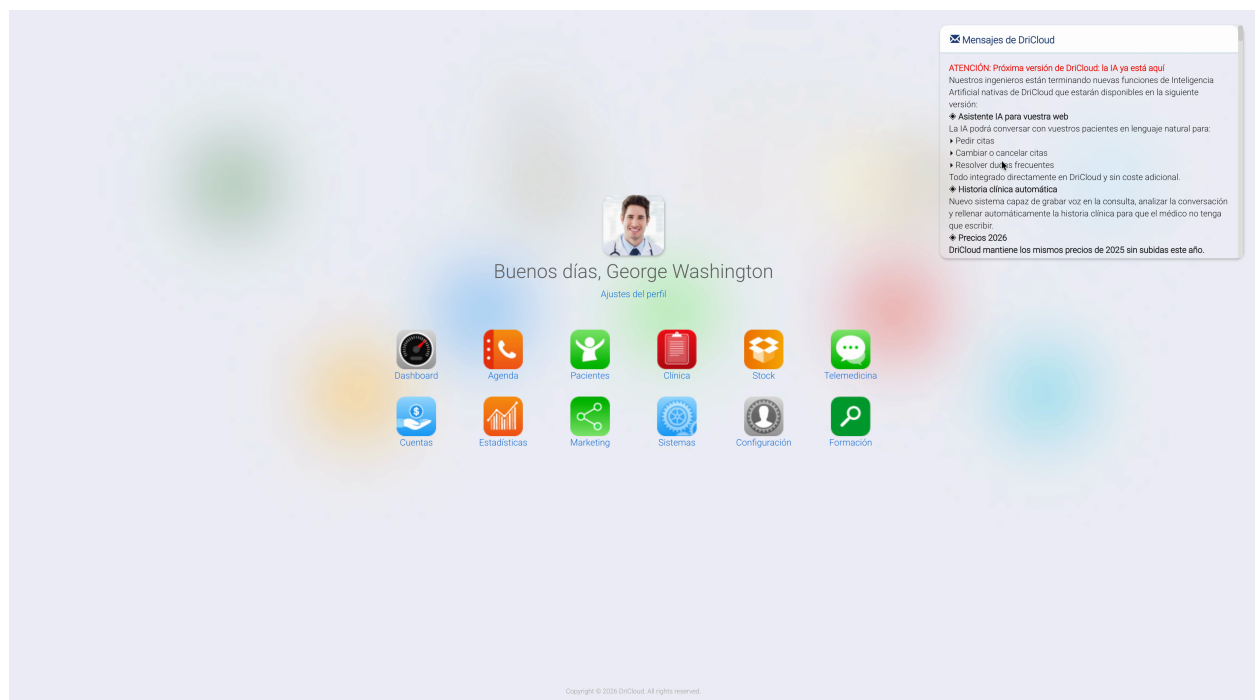 Mensajes de DriCloud
ATENCIÓN: Próxima versión de DriCloud: la IA ya está aquí
Nuestros ingenieros están terminando nuevas funciones de Inteligencia
Artificial nativas de DriCloud que estarán disponibles en la siguiente
versión:
◈ Asistente IA para vuestra web
La IA podrá conversar con vuestros pacientes en lenguaje natural para:
‣ Pedir citas
‣ Cambiar o cancelar citas
‣ Resolver dudas frecuentes
Todo integrado directamente en DriCloud y sin coste adicional.
◈ Historia clínica automática
Nuevo sistema capaz de grabar voz en la consulta, analizar la conversación
y rellenar automáticamente la historia clínica para que el médico no tenga
que escribir.
◈ Precios 2026
DriCloud mantiene los mismos precios de 2025 sin subidas este año.
Buenos días, George Washington
Ajustes del perfil
Dashboard Agenda Pacientes Clínica Stock Telemedicina
Cuentas Estadísticas Marketing Sistemas Configuración Formación
Copyright © 2026 DriCloud. All rights reserved.